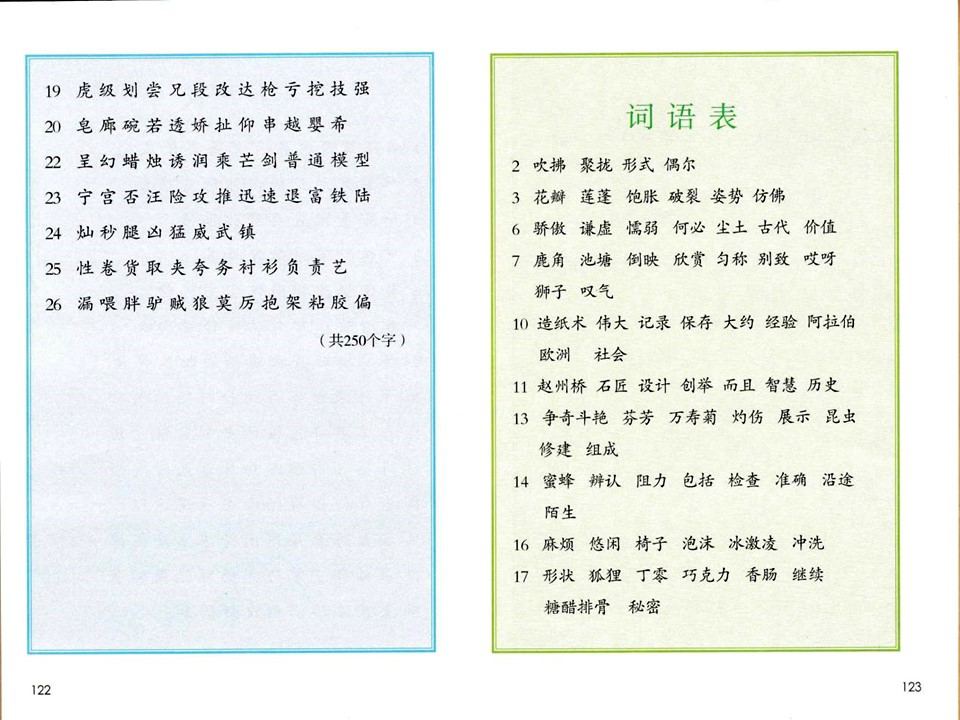 19 虎级划尝兄段改达枪亏挖技强
20 皂廊碗若透娇扯仰串越婴希
22 呈幻蜡烛诱润乘芒剑普通模型
23 宁宫否汪险攻推迅速退富铁陆
24 灿秒腿凶猛威武镇
25 性卷货取夹夸务衬衫负责艺
26 漏喂胖驴贼狼莫厉抱架粘胶偏
（共250个字）
122
词语表
2 吹拂 聚拢 形式 偶尔
3 花瓣 莲蓬 饱胀 破裂 姿势 仿佛
6 骄傲 谦虚 懦弱 何必 尘土 古代 价值
7 鹿角 池塘 倒映 欣赏 匀称 别致 哎呀
狮子 叹气
10 造纸术 伟大 记录 保存 大约 经验 阿拉伯
欧洲 社会
11 赵州桥 石匠 设计 创举 而且 智慧 历史
13 争奇斗艳 芬芳 万寿菊 灼伤 展示 昆虫
修建 组成
14 蜜蜂 辨认 阻力 包括 检查 准确 沿途
陌生
16 麻烦 悠闲 椅子 泡沫 冰激凌 冲洗
17 形状 狐狸 丁零 巧克力 香肠 继续
糖醋排骨 秘密
123